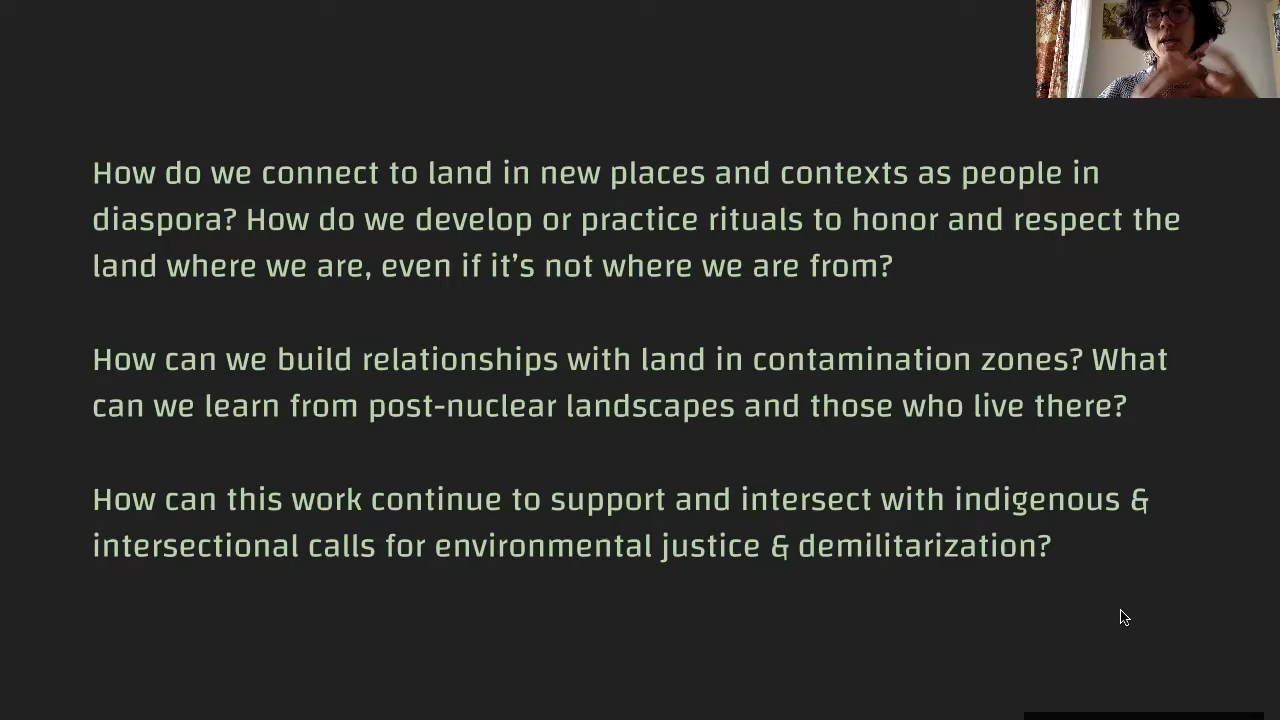 How do we connect to land in new places and contexts as people in
diaspora? How do we develop or practice rituals to honor and respect the
land where we are, even if it's not where we are from?
How can we build relationships with land in contamination zones? What
can we learn from post-nuclear landscapes and those who live there?
How can this work continue to support and intersect with indigenous &
intersectional calls for environmental justice & demilitarization?